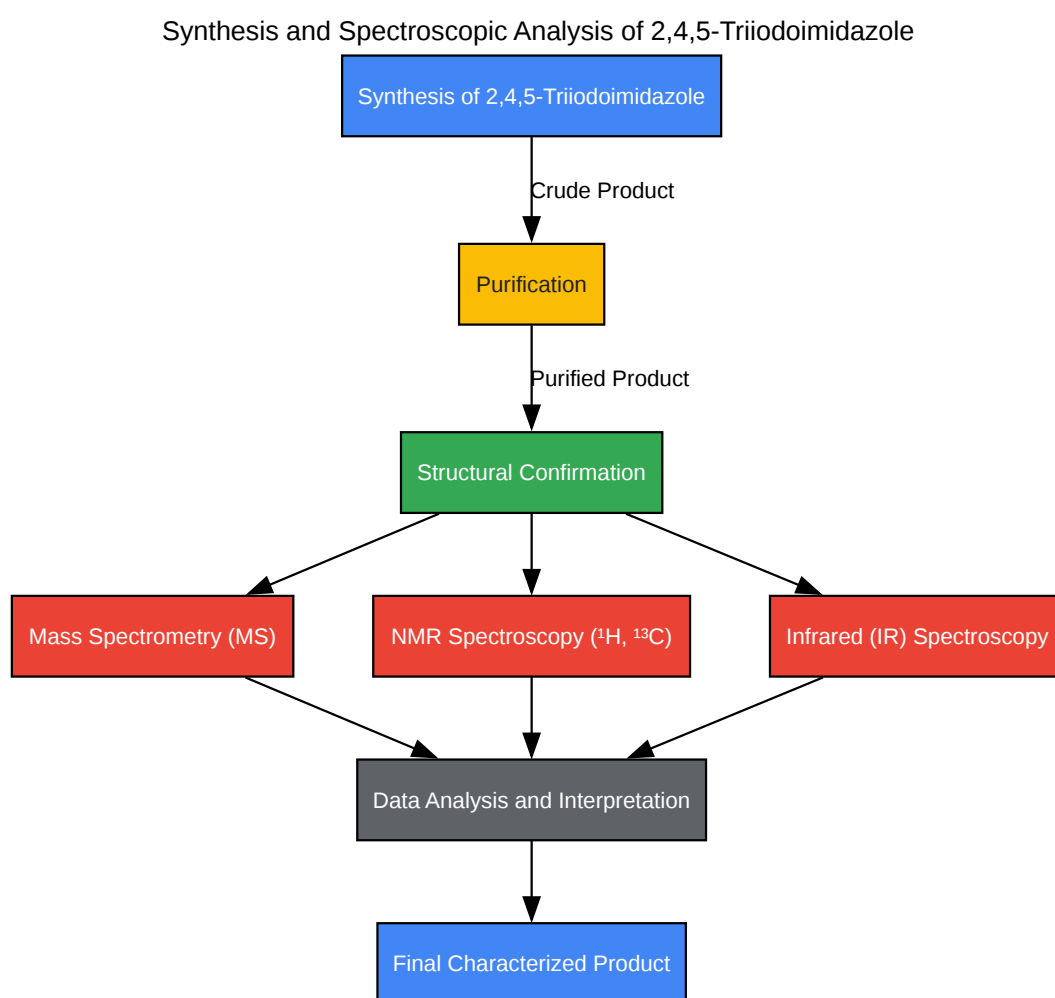 Synthesis and Spectroscopic Analysis of 2,4,5-Triiodoimidazole
Synthesis of 2,4,5-Triiodoimidazole
Crude Product
Purification
Purified Product
Structural Confirmation
Mass Spectrometry (MS)
NMR Spectroscopy (¹H, ¹³C)
Infrared (IR) Spectroscopy
Data Analysis and Interpretation
Final Characterized Product